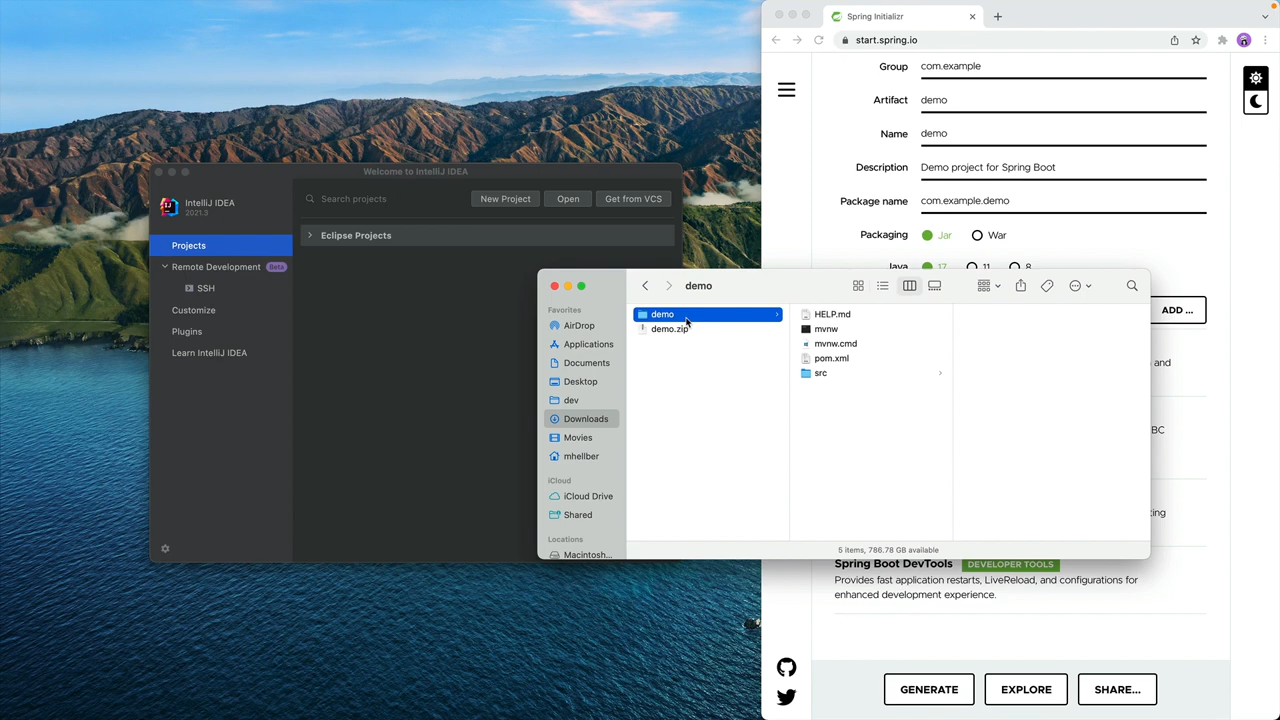 Spring Initializr
start.spring.io
Group com.example
Artifact demo
Name demo
Description Demo project for Spring Boot
Package name com.example.demo
Packaging Jar War
Java 17 11 8
ADD ...
and
BC
ting
Spring Boot DevTools DEVELOPER TOOLS
Provides fast application restarts, LiveReload, and configurations for
enhanced development experience.
GENERATE EXPLORE SHARE...
Welcome to IntelliJ IDEA
IntelliJ IDEA
2021.3
Search projects New Project Open Get from VCS
Projects
Remote Development Beta
SSH
Customize
Plugins
Learn IntelliJ IDEA
Eclipse Projects
demo
Favorites
AirDrop
Applications
Documents
Desktop
dev
Downloads
Movies
mhellber
iCloud
iCloud Drive
Shared
Locations
Macintosh...
demo
demo.zip
HELP.md
mvnw
mvnw.cmd
pom.xml
src
5 items, 786.78 GB available